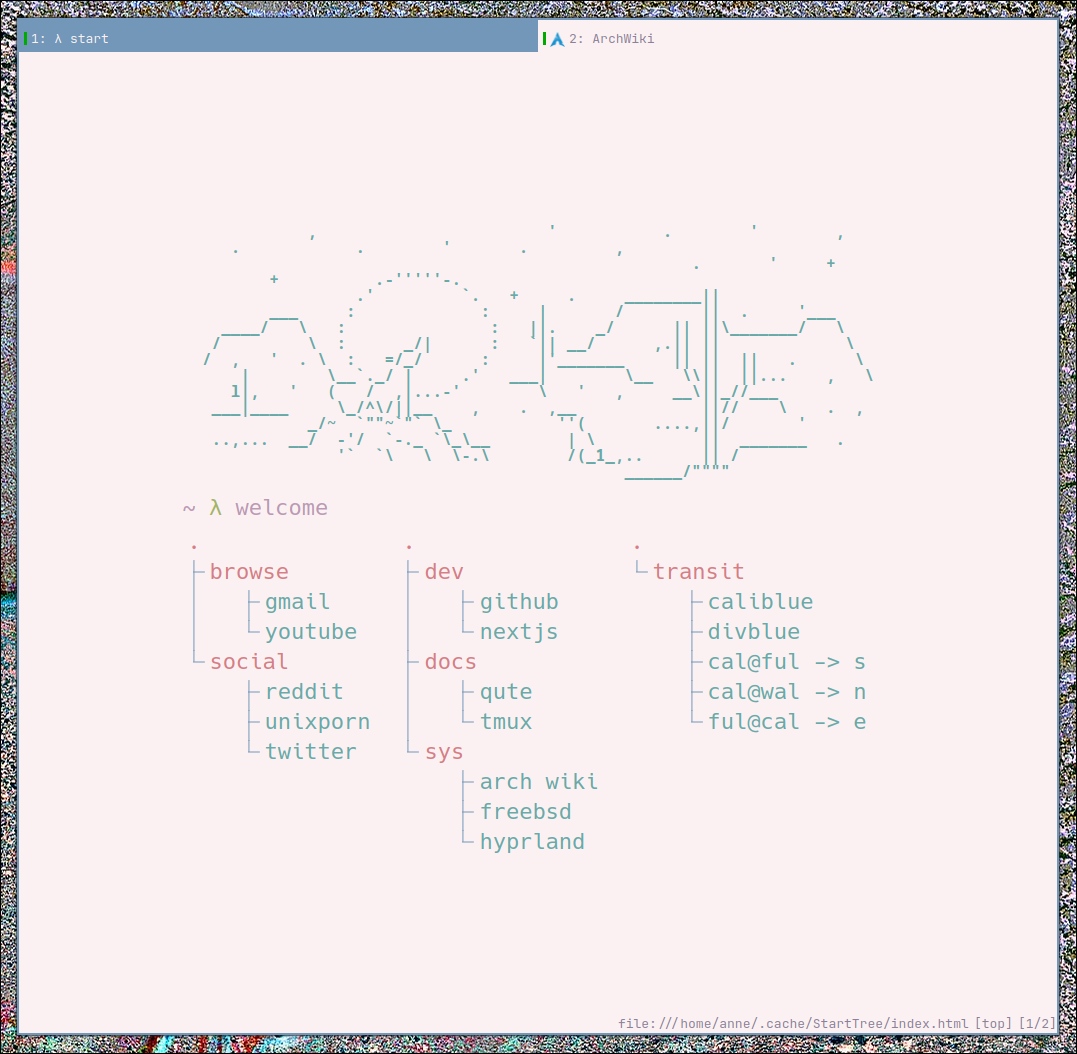 1: λ start
2: ArchWiki
~ λ welcome
.
browse
gmail
youtube
social
reddit
unixporn
twitter
.
dev
github
nextjs
docs
qute
tmux
sys
arch wiki
freebsd
hyprland
.
transit
caliblue
divblue
cal@ful -> s
cal@wal -> n
ful@cal -> e
file:///home/anne/.cache/StartTree/index.html [top] [1/2]